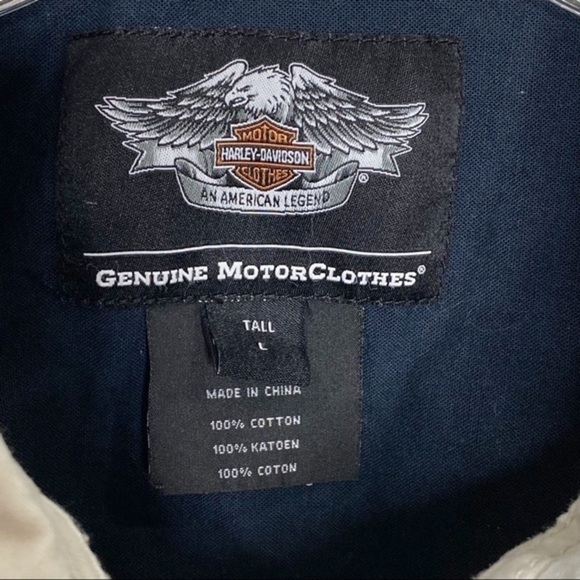 MOTOR
HARLEY-DAVIDSON
CLOTHES
AN AMERICAN LEGEND
®
GENUINE MOTORCLOTHES®
TALL
L
MADE IN CHINA
100% COTTON
100% KATOEN
100% COTON